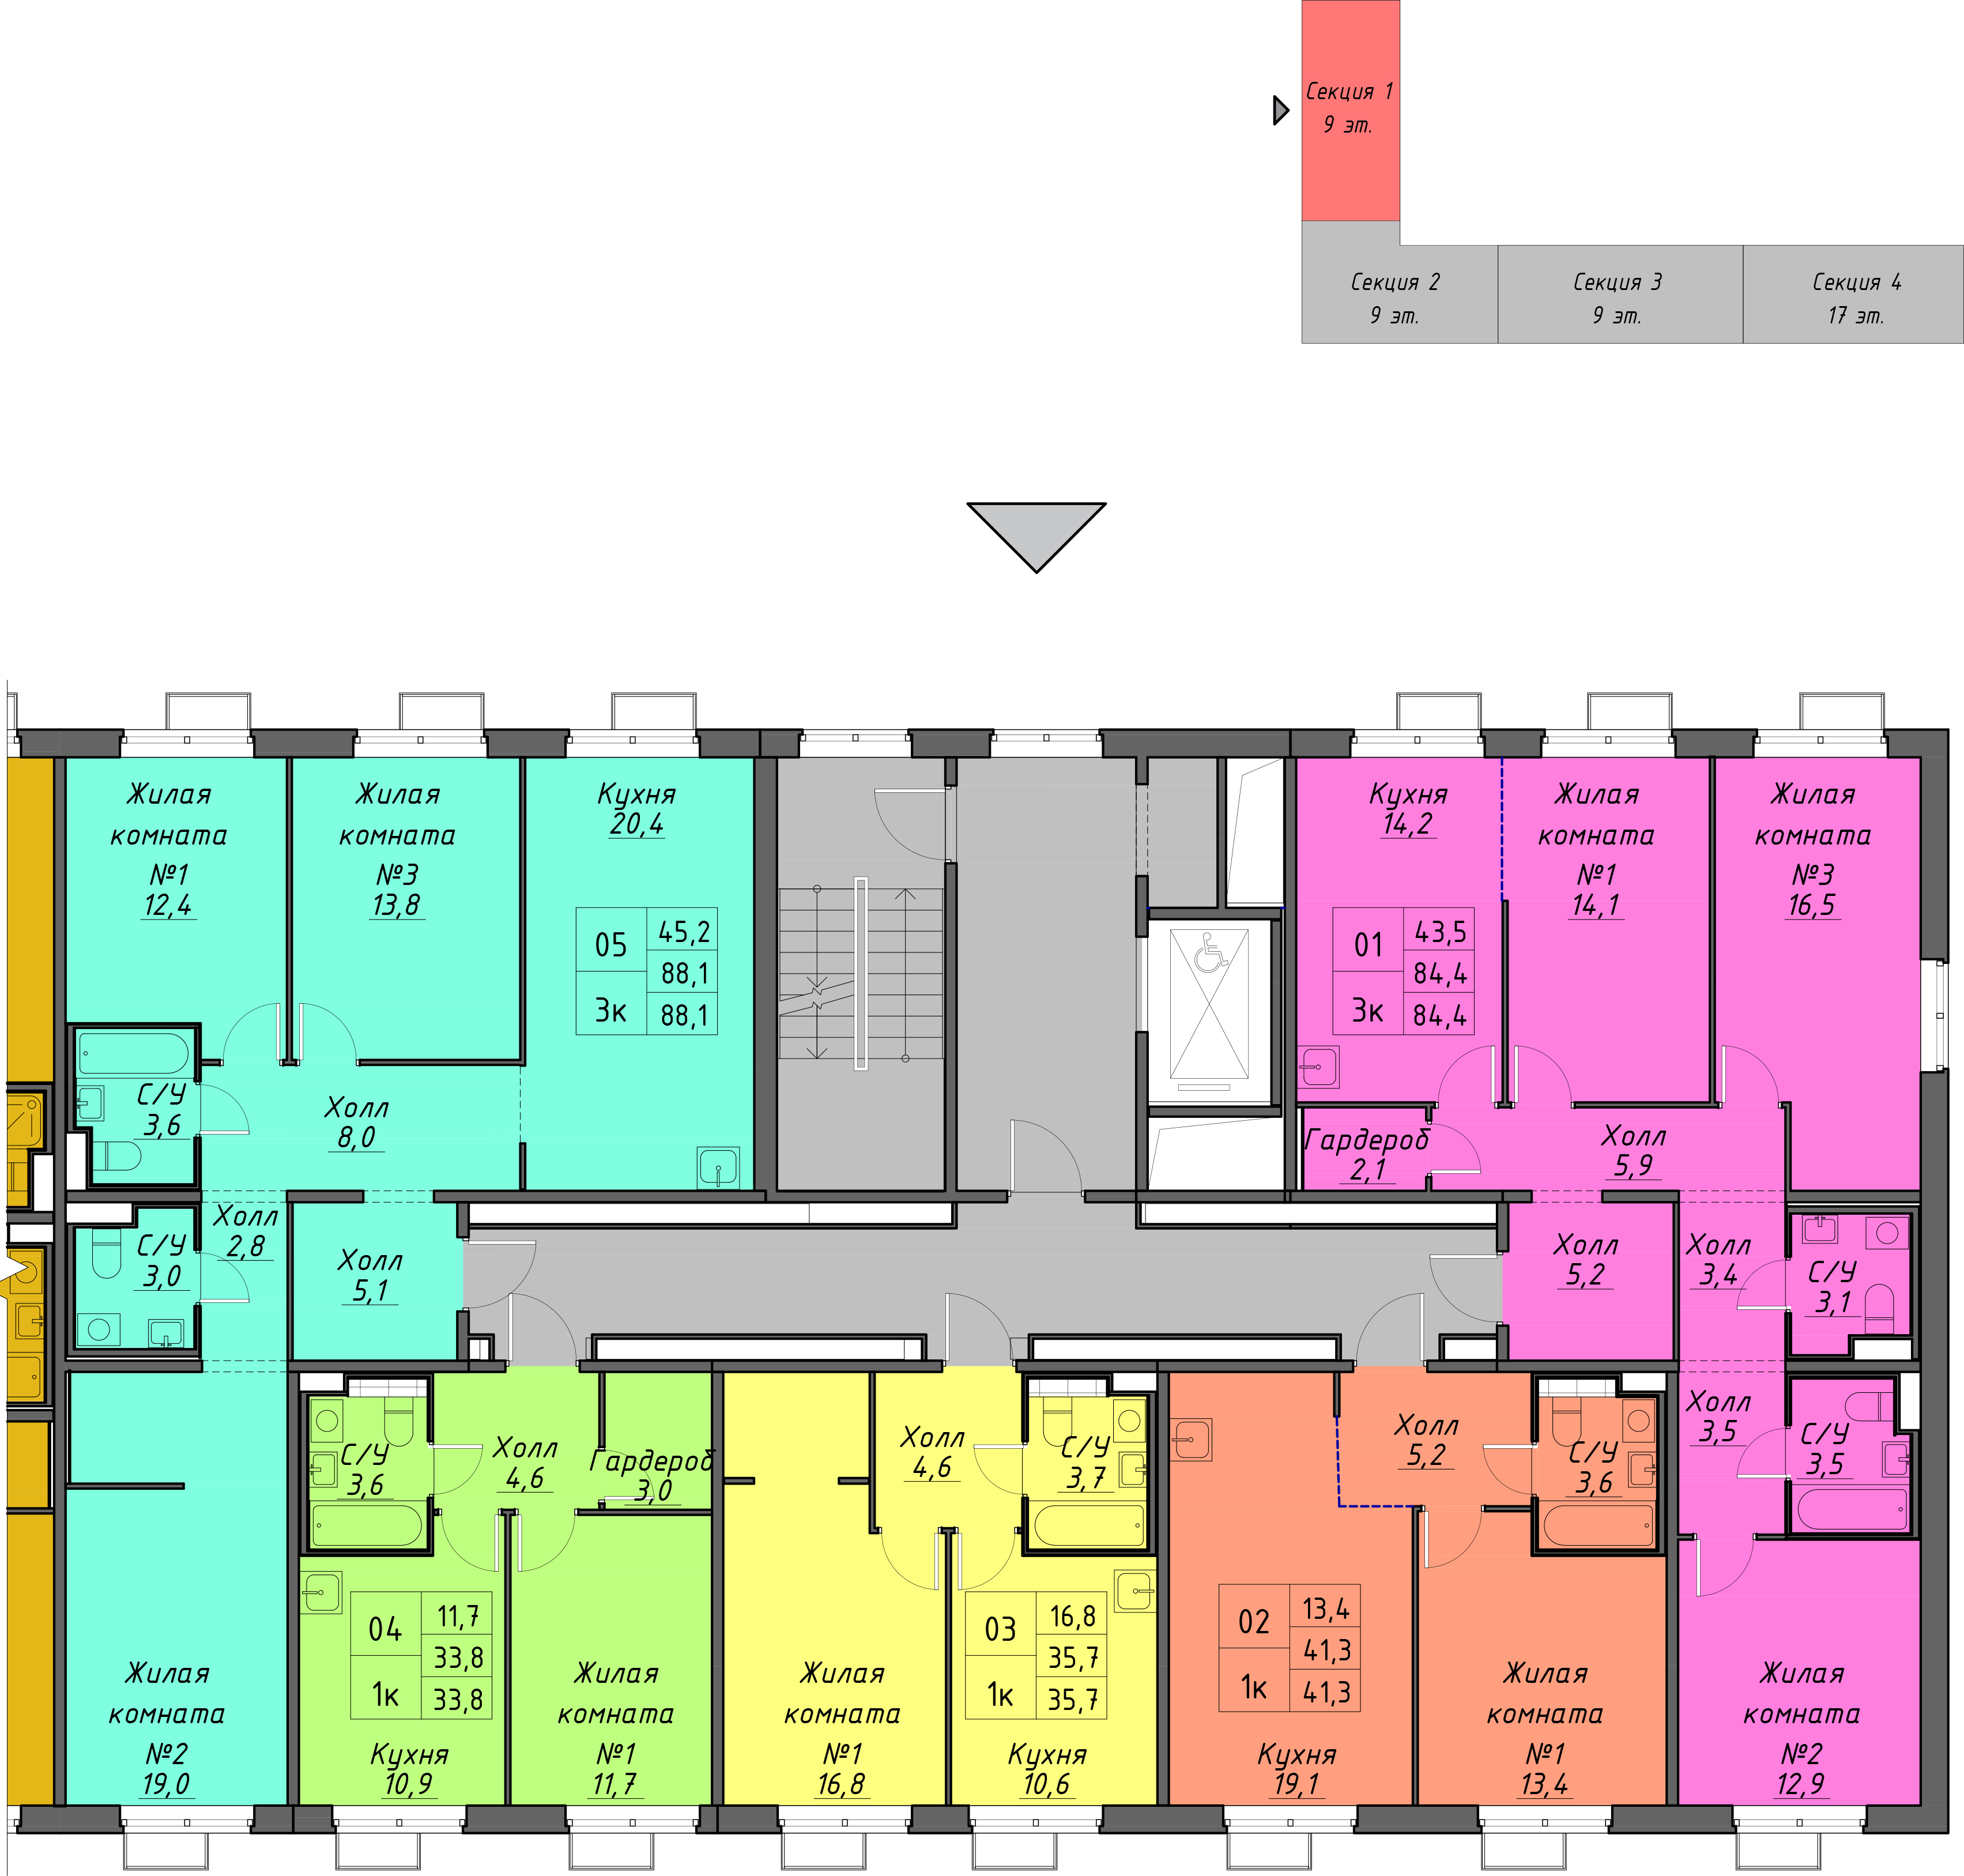 Секция 1
9 эт.
Секция 2
9 эт.
Секция 3
9 эт.
Секция 4
17 эт.
Жилая
комната
№1
12,4
Жилая
комната
№3
13,8
Кухня
20,4
05
3к
45,2
88,1
88,1
С/У
3,6
Холл
8,0
С/У
3,0
Холл
2,8
Холл
5,1
Жилая
комната
№2
19,0
Кухня
14,2
Жилая
комната
№1
14,1
Жилая
комната
№3
16,5
01
3к
43,5
84,4
84,4
Гардероб
2,1
Холл
5,9
Холл
5,2
Холл
3,4
С/У
3,1
Холл
3,5
С/У
3,5
Жилая
комната
№2
12,9
С/У
3,6
Холл
4,6
Гардероб
3,0
04
1к
11,7
33,8
33,8
Кухня
10,9
Жилая
комната
№1
11,7
Холл
4,6
С/У
3,7
03
1к
16,8
35,7
35,7
Жилая
комната
№1
16,8
Кухня
10,6
Холл
5,2
С/У
3,6
02
1к
13,4
41,3
41,3
Кухня
19,1
Жилая
комната
№1
13,4